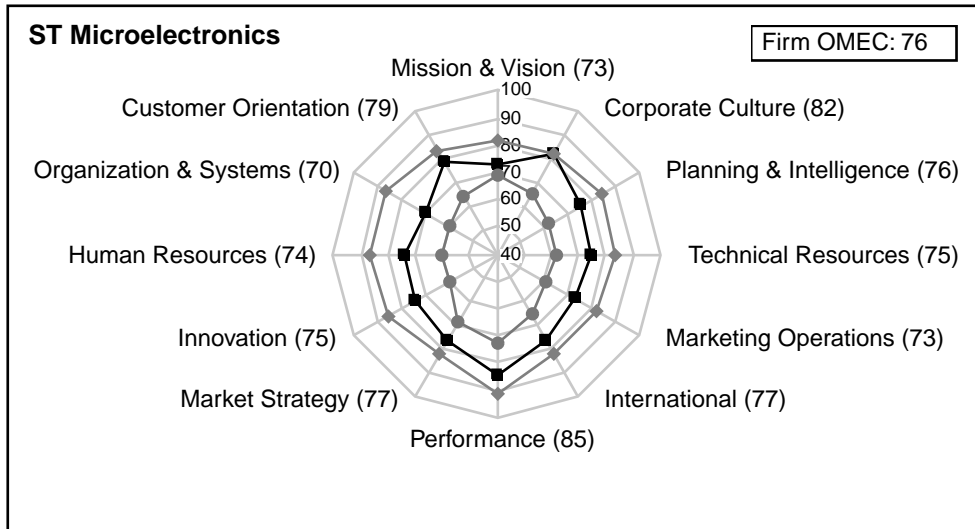 ST Microelectronics
Firm OMEC: 76
Mission & Vision (73)
Customer Orientation (79)
Corporate Culture (82)
Organization & Systems (70)
Planning & Intelligence (76)
Human Resources (74)
Technical Resources (75)
Innovation (75)
Marketing Operations (73)
Market Strategy (77)
International (77)
Performance (85)
100
90
80
70
60
50
40